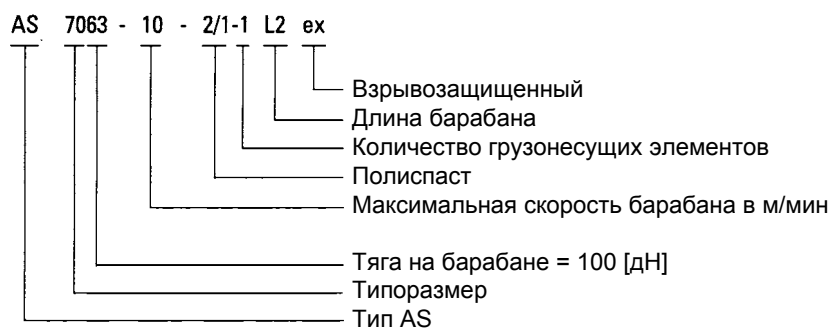 AS 7063 - 10 - 2/1-1 L2 ex
Взрывозащищенный
Длина барабана
Количество грузонесущих элементов
Полиспаст
Максимальная скорость барабана в м/мин
Тяга на барабане = 100 [дН]
Типоразмер
Тип AS